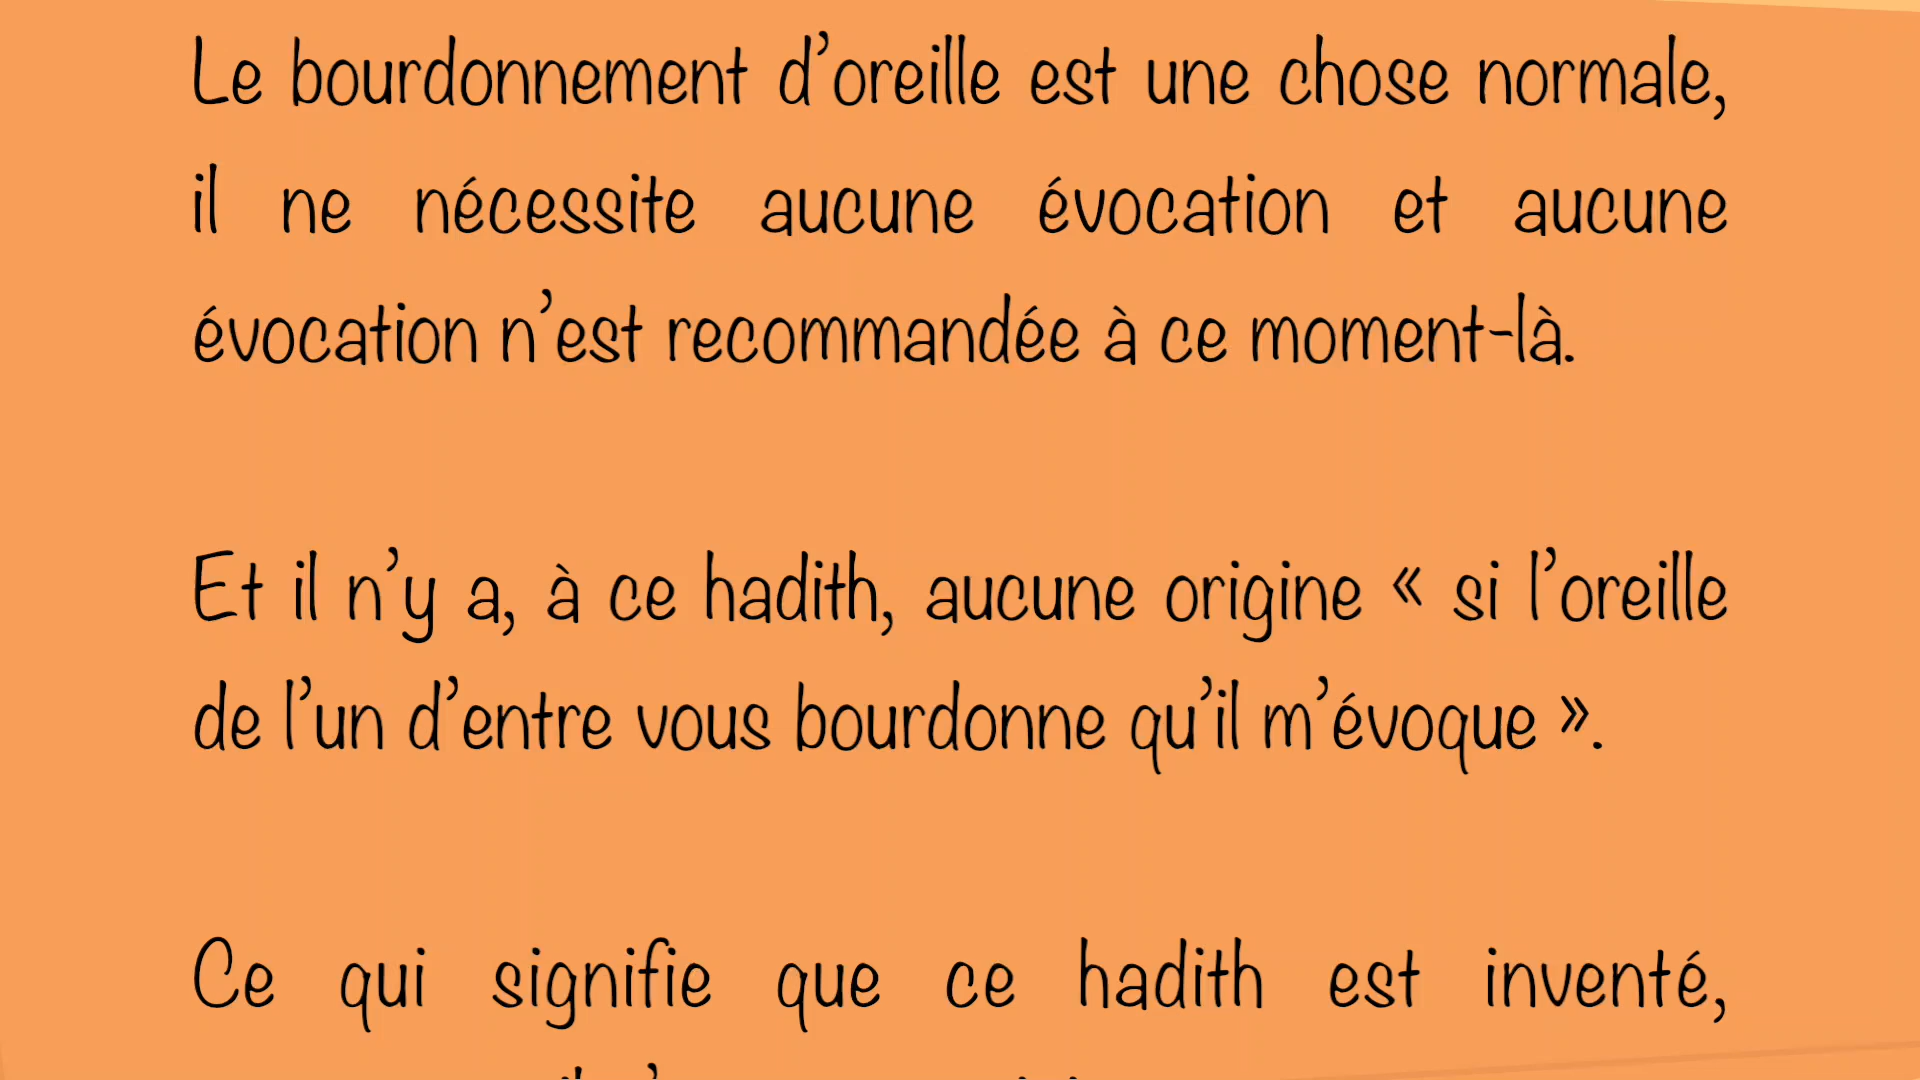 Le bourdonnement d’oreille est une chose normale,
il ne nécessite aucune évocation et aucune
évocation n’est recommandée à ce moment-là.
Et il n’y a, à ce hadith, aucune origine « si l’oreille
de l’un d’entre vous bourdonne qu’il m’évoque ».
Ce qui signifie que ce hadith est inventé,